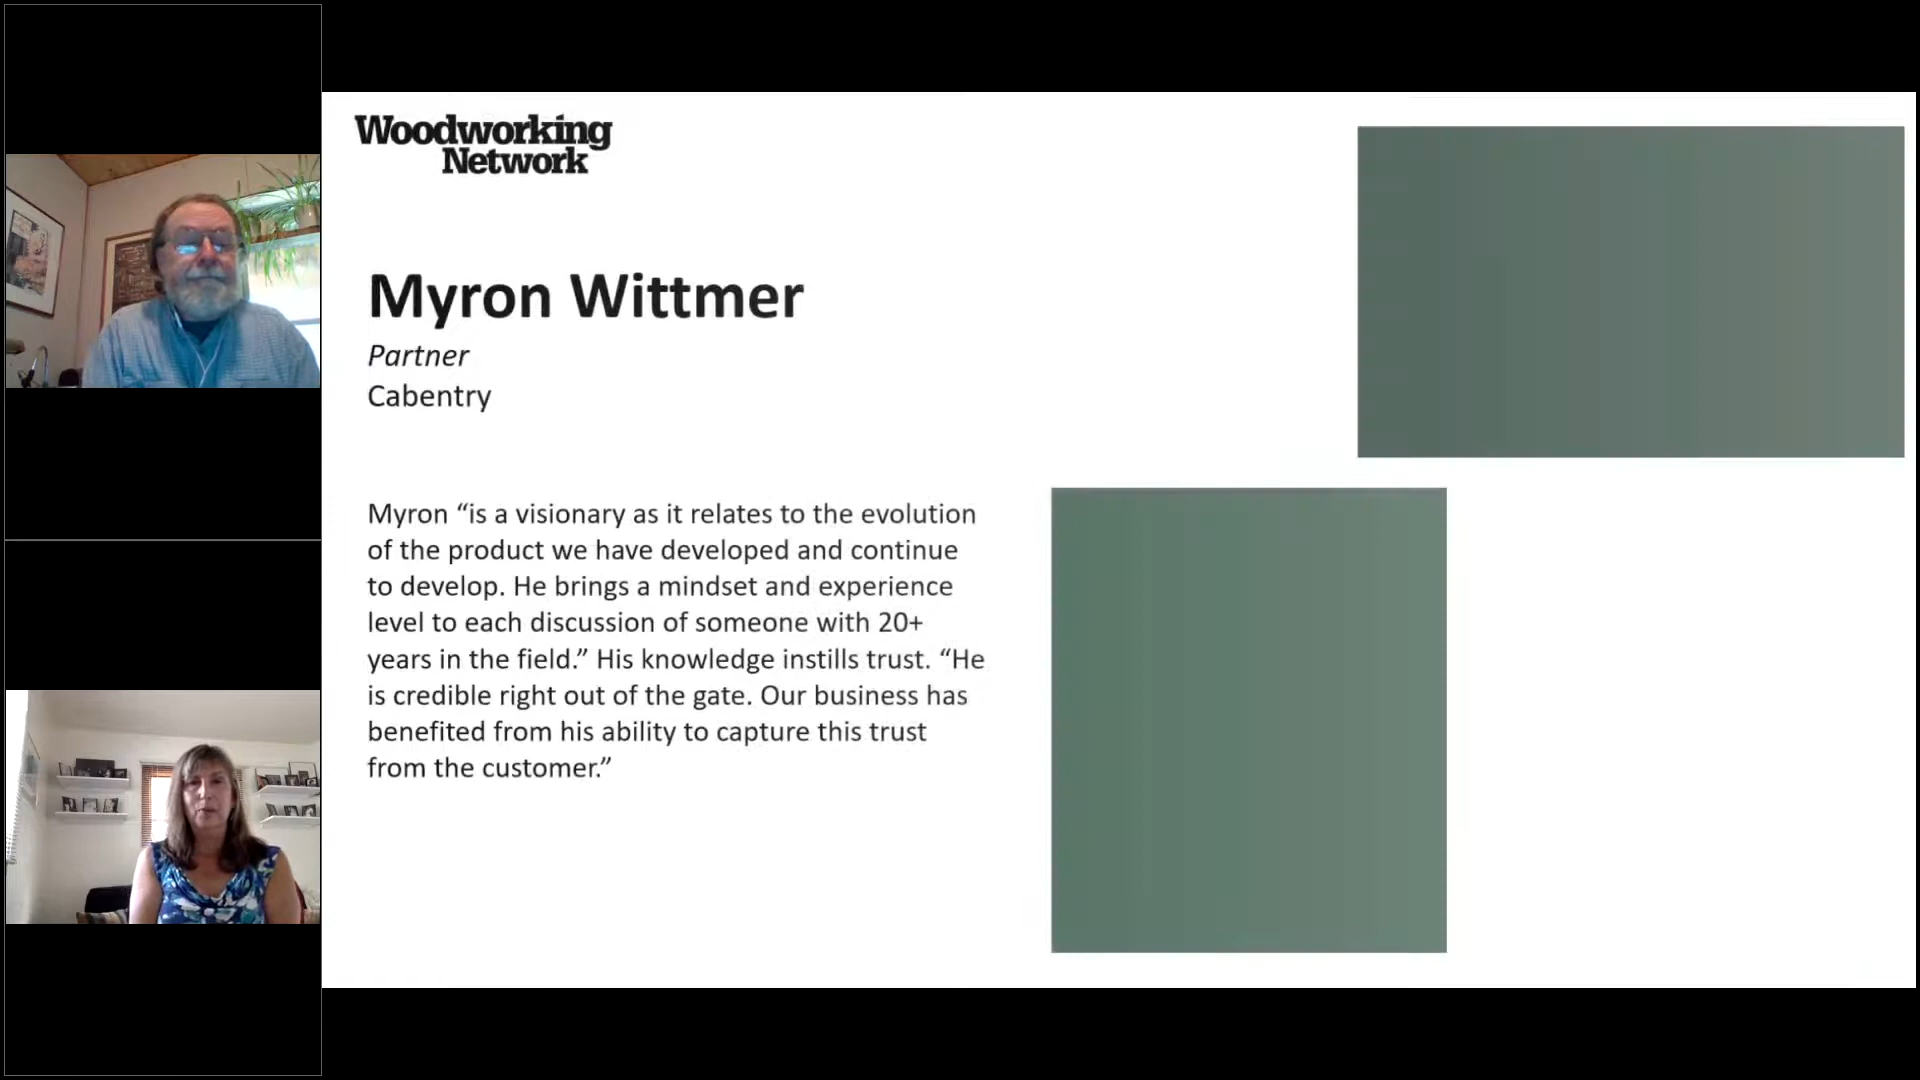 Woodworking
Network
Myron Wittmer
Partner
Cabentry
Myron “is a visionary as it relates to the evolution
of the product we have developed and continue
to develop. He brings a mindset and experience
level to each discussion of someone with 20+
years in the field.” His knowledge instills trust. “He
is credible right out of the gate. Our business has
benefited from his ability to capture this trust
from the customer.”